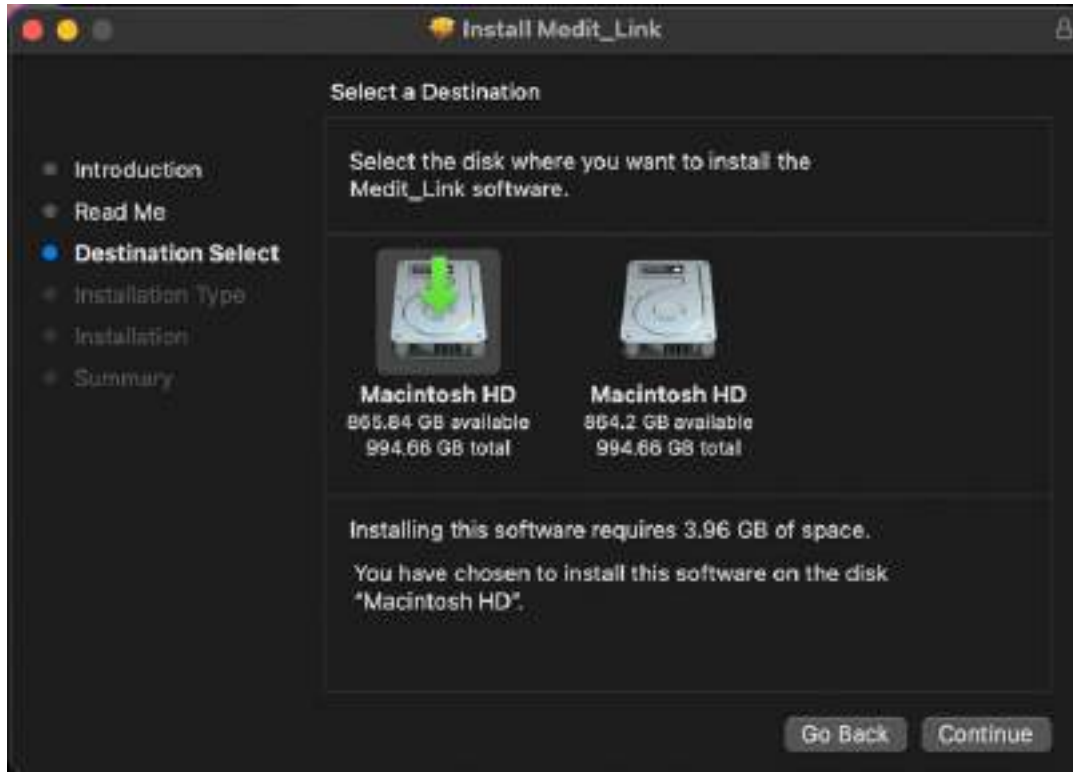 Install Medit_Link
Select a Destination
Introduction
Read Me
Destination Select
Installation Type
Installation
Summary
Select the disk where you want to install the
Medit_Link software.
Macintosh HD
865.84 GB available
994.66 GB total
Macintosh HD
864.2 GB available
994.66 GB total
Installing this software requires 3.96 GB of space.
You have chosen to install this software on the disk
“Macintosh HD”.
Go Back
Continue